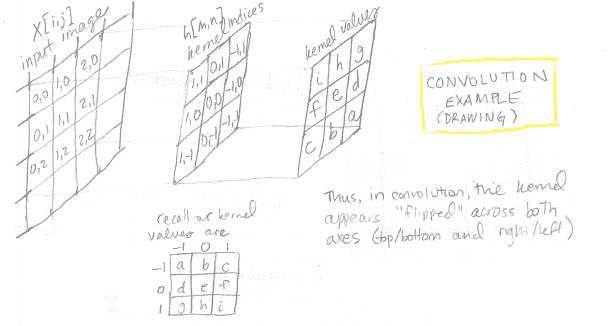 X[i,j]
input image
0,0 1,0 2,0
0,1 1,1 2,1
0,2 1,2 2,2
h[m,n]
kernel indices
1,1 0,1 -1,1
1,0 0,0 -1,0
1,-1 0,-1 -1,-1
kernel values
i h g
f e d
c b a
CONVOLUTION
EXAMPLE
(DRAWING)
Thus, in convolution, the kernel
appears "flipped" across both
axes (top/bottom and right/left)
recall our kernel
values are
-1 0 1
-1 a b c
0 d e f
1 g h i